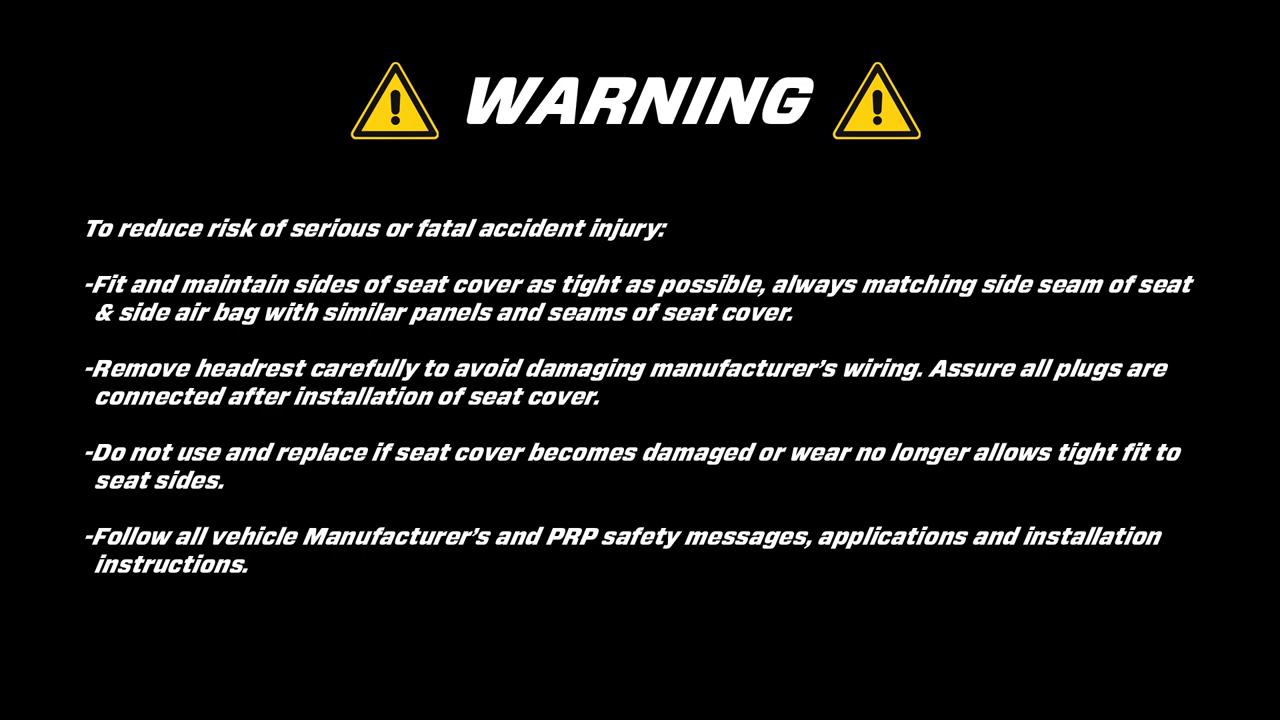 WARNING
To reduce risk of serious or fatal accident injury:
-Fit and maintain sides of seat cover as tight as possible, always matching side seam of seat
& side air bag with similar panels and seams of seat cover.
-Remove headrest carefully to avoid damaging manufacturer’s wiring. Assure all plugs are
connected after installation of seat cover.
-Do not use and replace if seat cover becomes damaged or wear no longer allows tight fit to
seat sides.
-Follow all vehicle Manufacturer’s and PRP safety messages, applications and installation
instructions.